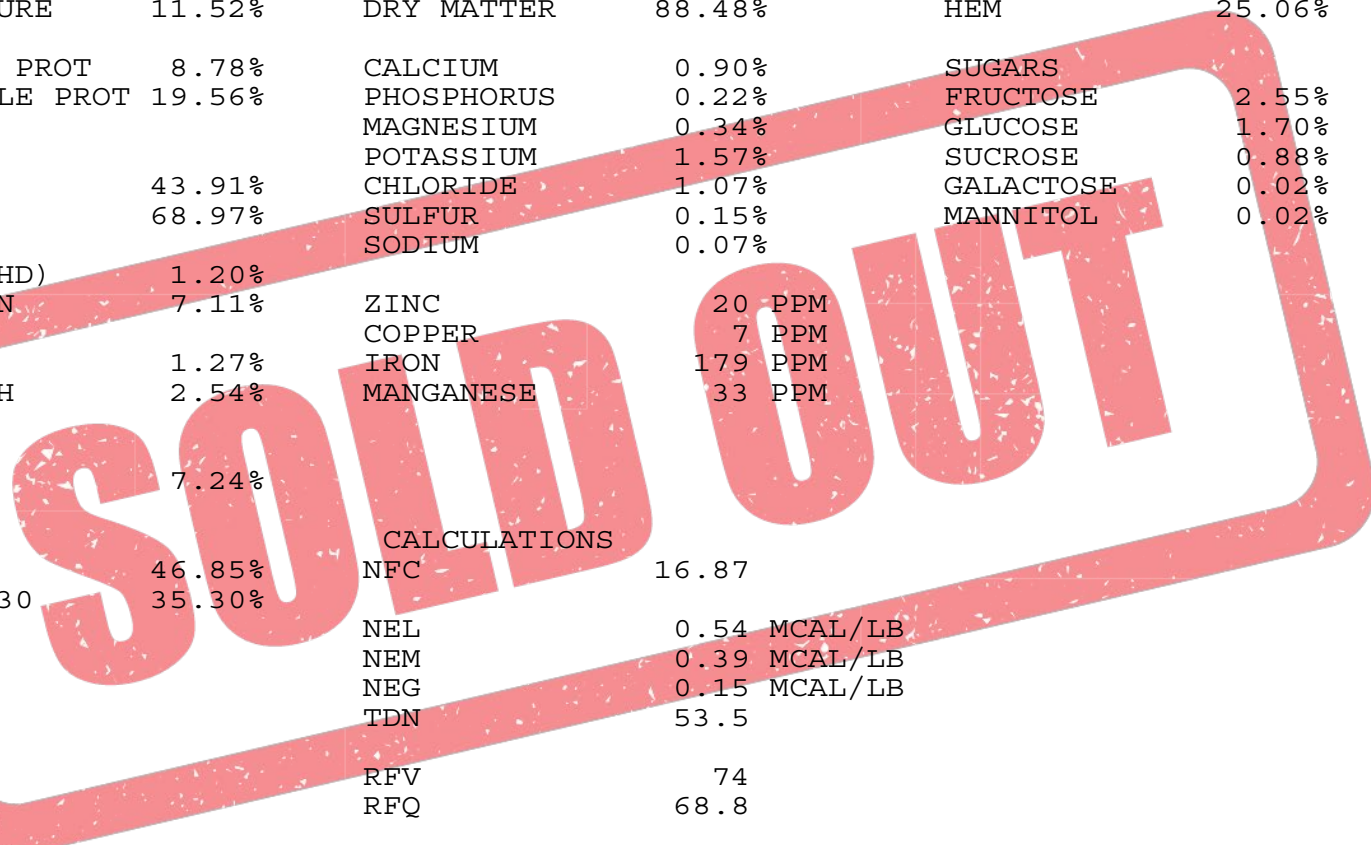 URE 11.52% DRY MATTER 88.48% HEM 25.06%
PROT 8.78% CALCIUM 0.90% SUGARS
LE PROT 19.56% PHOSPHORUS 0.22% FRUCTOSE 2.55%
MAGNESIUM 0.34% GLUCOSE 1.70%
POTASSIUM 1.57% SUCROSE 0.88%
43.91% CHLORIDE 1.07% GALACTOSE 0.02%
68.97% SULFUR 0.15% MANNITOL 0.02%
SODIUM 0.07%
HD) 1.20%
N 7.11% ZINC 20 PPM
COPPER 7 PPM
1.27% IRON 179 PPM
H 2.54% MANGANESE 33 PPM
7.24%
CALCULATIONS
46.85% NFC 16.87
30 35.30%
NEL 0.54 MCAL/LB
NEM 0.39 MCAL/LB
NEG 0.15 MCAL/LB
TDN 53.5
RFV 74
RFQ 68.8
SOLD OUT